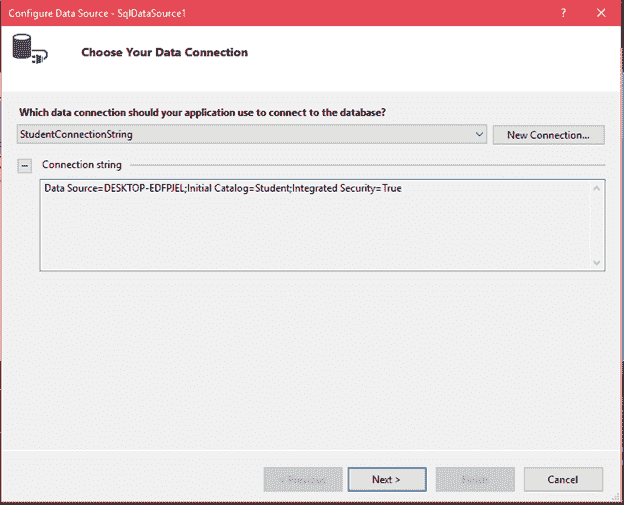 Configure Data Source - SqlDataSource1
Choose Your Data Connection
Which data connection should your application use to connect to the database?
StudentConnectionString
New Connection...
Connection string
Data Source=DESKTOP-EDFPJEL;Initial Catalog=Student;Integrated Security=True
< Previous
Next >
Finish
Cancel